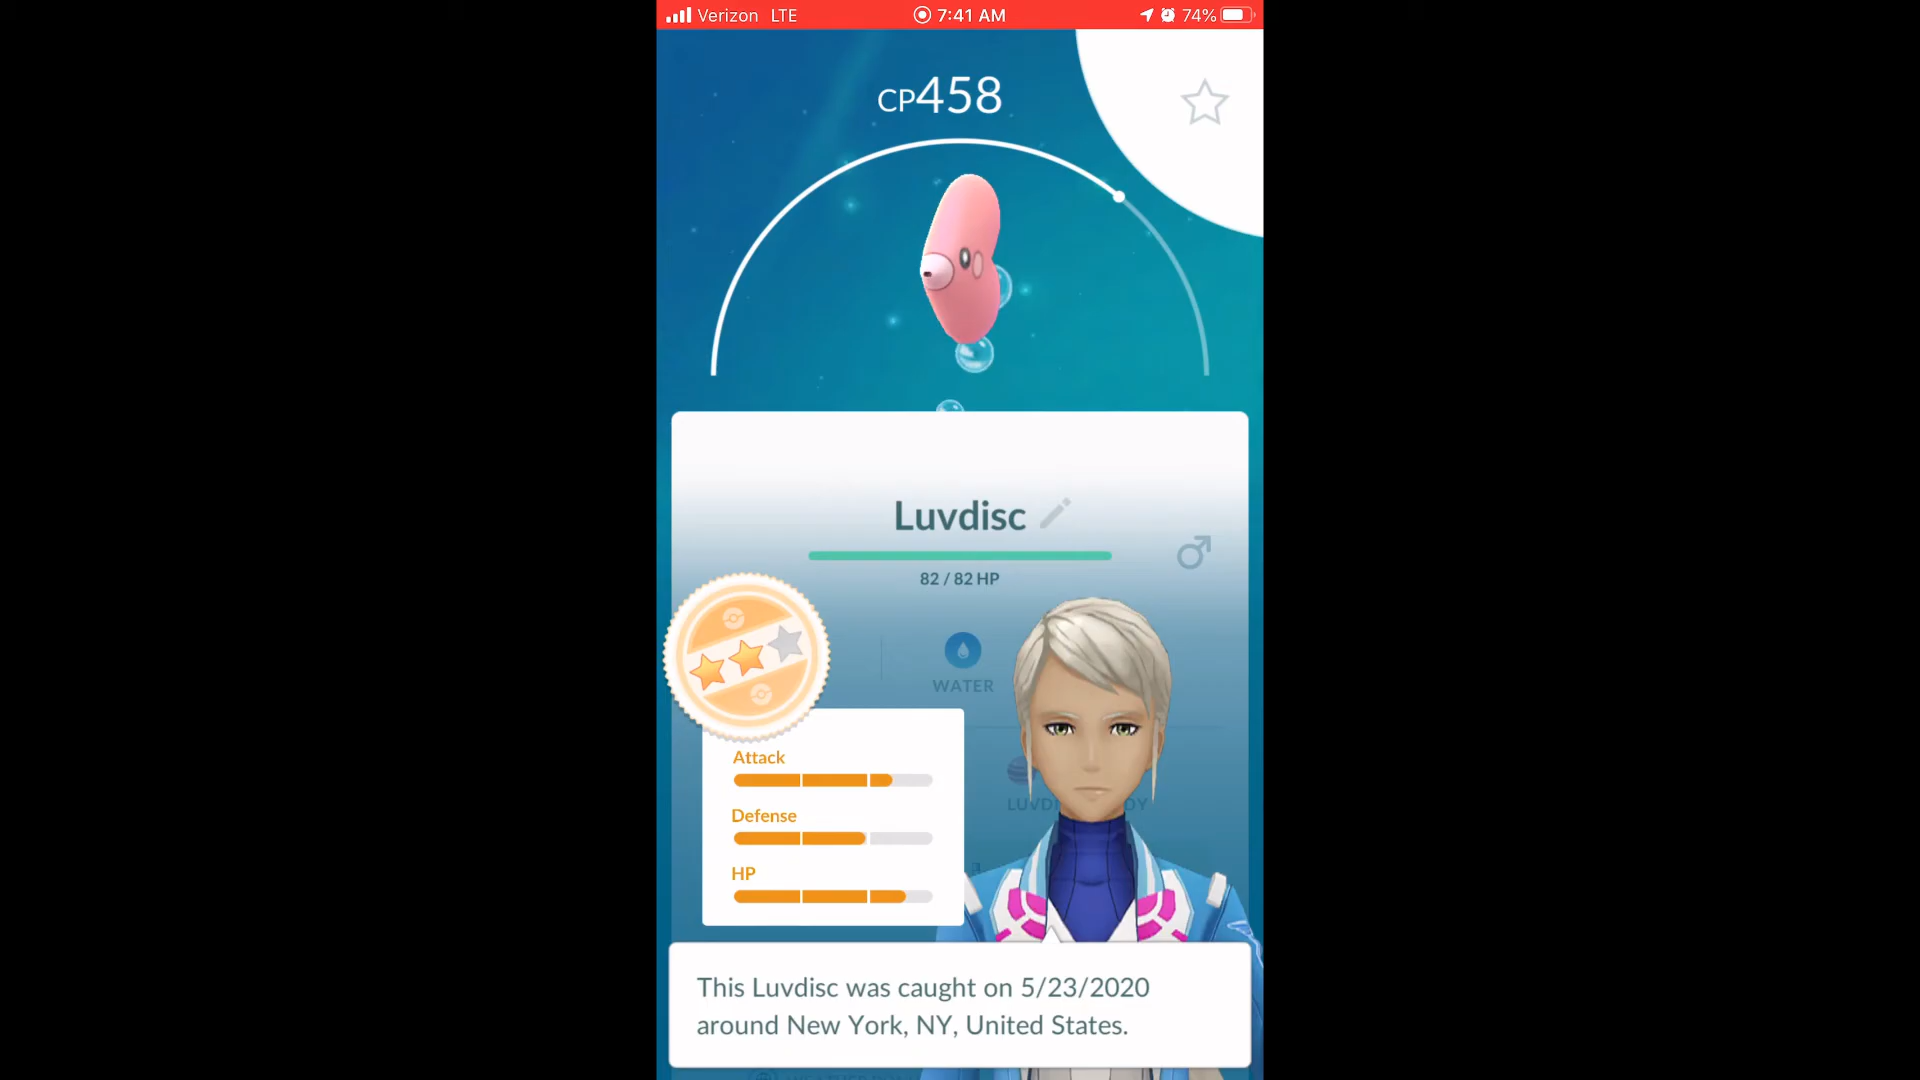 Verizon LTE 7:41 AM 74%
CP458
Luvdisc
82 / 82 HP
WATER
Attack
Defense
HP
This Luvdisc was caught on 5/23/2020
around New York, NY, United States.